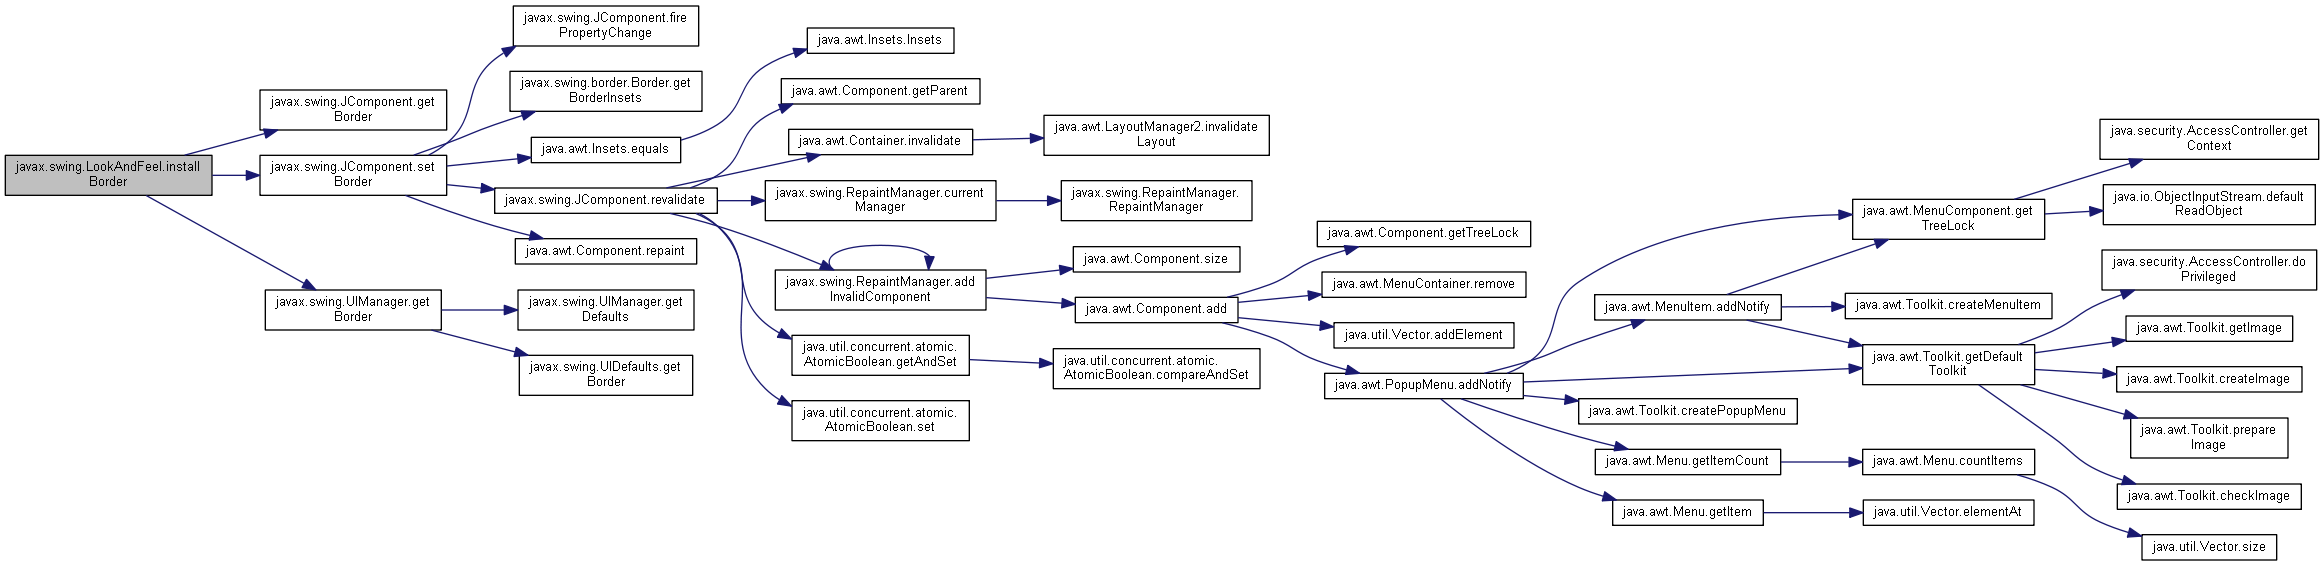 javax.swing.LookAndFeel.install
Border
javax.swing.JComponent.get
Border
javax.swing.JComponent.set
Border
javax.swing.UIManager.get
Border
javax.swing.JComponent.fire
PropertyChange
javax.swing.border.Border.get
BorderInsets
java.awt.Insets.equals
javax.swing.JComponent.revalidate
java.awt.Component.repaint
javax.swing.UIManager.get
Defaults
javax.swing.UIDefaults.get
Border
java.awt.Insets.Insets
java.awt.Component.getParent
java.awt.Container.invalidate
javax.swing.RepaintManager.current
Manager
javax.swing.RepaintManager.add
InvalidComponent
java.util.concurrent.atomic.
AtomicBoolean.getAndSet
java.util.concurrent.atomic.
AtomicBoolean.set
java.awt.LayoutManager2.invalidate
Layout
javax.swing.RepaintManager.
RepaintManager
java.awt.Component.size
java.awt.Component.add
java.util.concurrent.atomic.
AtomicBoolean.compareAndSet
java.awt.Component.getTreeLock
java.awt.MenuContainer.remove
java.util.Vector.addElement
java.awt.PopupMenu.addNotify
java.awt.MenuItem.addNotify
java.awt.Toolkit.createPopupMenu
java.awt.Menu.getItemCount
java.awt.Menu.getItem
java.awt.MenuComponent.get
TreeLock
java.awt.Toolkit.createMenuItem
java.awt.Toolkit.getDefault
Toolkit
java.awt.Menu.countItems
java.util.Vector.elementAt
java.security.AccessController.get
Context
java.io.ObjectInputStream.default
ReadObject
java.security.AccessController.do
Privileged
java.awt.Toolkit.getImage
java.awt.Toolkit.createImage
java.awt.Toolkit.prepare
Image
java.awt.Toolkit.checkImage
java.util.Vector.size